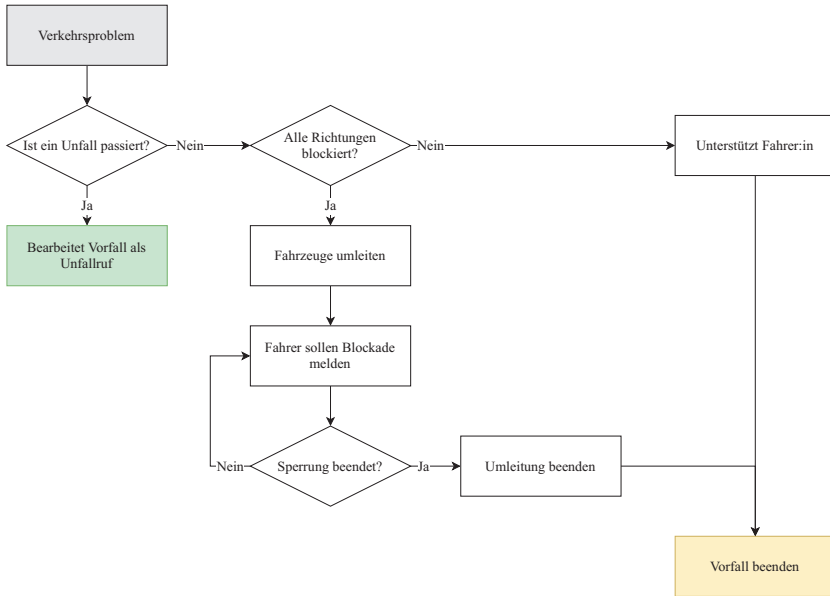 Verkehrsproblem
Ist ein Unfall passiert?
Nein
Alle Richtungen
blockiert?
Nein
Unterstützt Fahrer:in
Ja
Ja
Bearbeitet Vorfall als
Unfallruf
Fahrzeuge umleiten
Fahrer sollen Blockade
melden
Nein
Sperrung beendet?
Ja
Umleitung beenden
Vorfall beenden